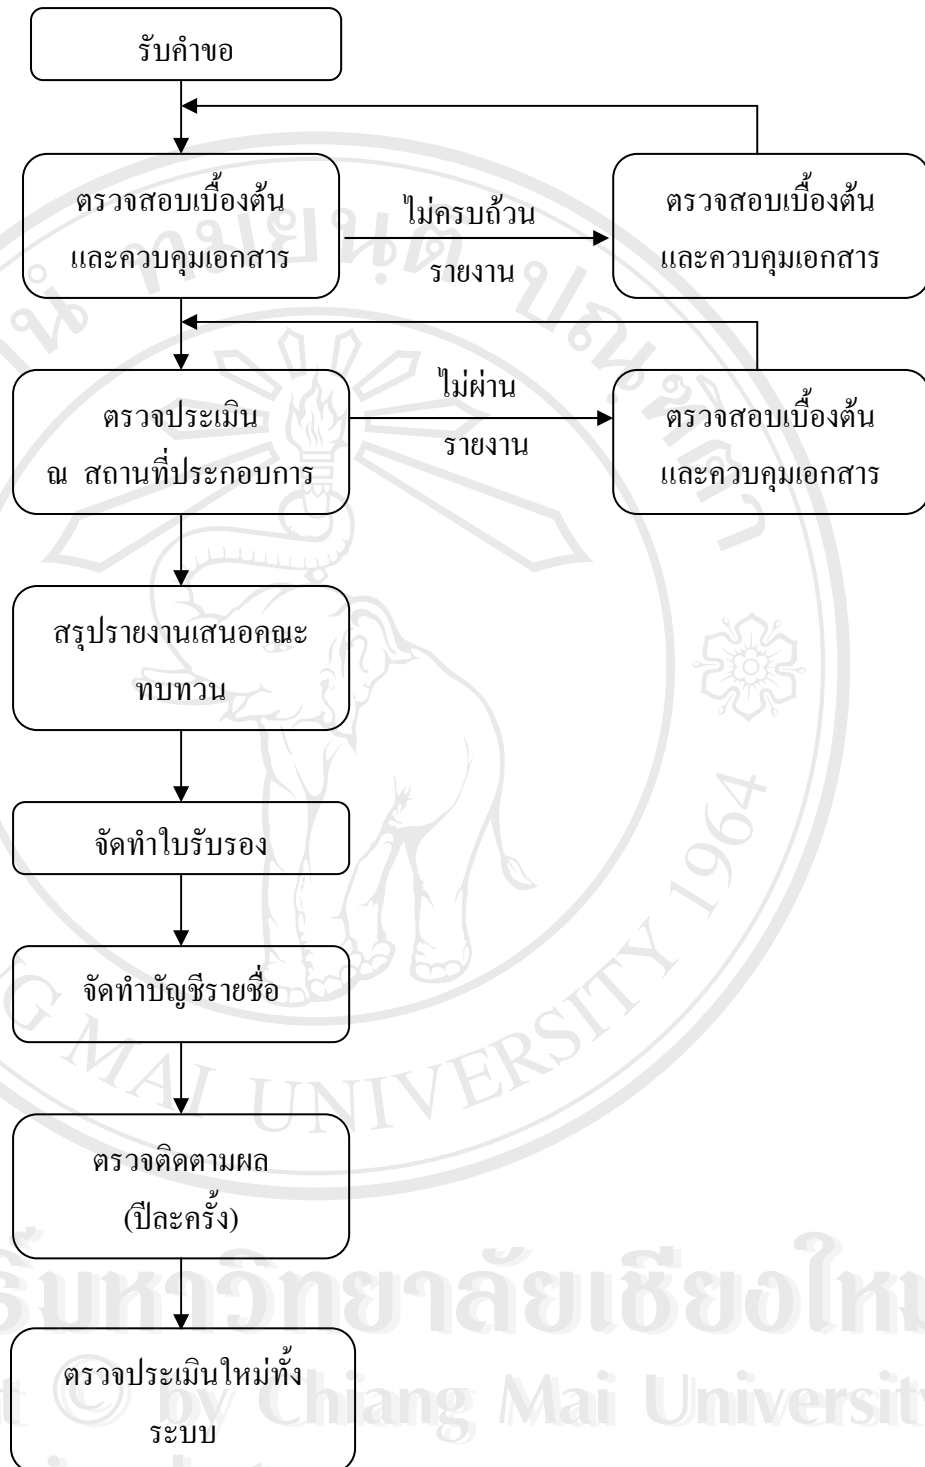 รับคำขอ
ตรวจสอบเบื้องต้น
และควบคุมเอกสาร
ไม่ครบถ้วน
รายงาน
ตรวจสอบเบื้องต้น
และควบคุมเอกสาร
ตรวจประเมิน
ณ สถานที่ประกอบการ
ไม่ผ่าน
รายงาน
ตรวจสอบเบื้องต้น
และควบคุมเอกสาร
สรุปรายงานเสนอคณะ
ทบทวน
จัดทำใบรับรอง
จัดทำบัญชีรายชื่อ
ตรวจติดตามผล
(ปีละครั้ง)
ตรวจประเมินใหม่ทั้ง
ระบบ
MAI UNIVERSITY 1964
มหาวิทยาลัยเชียงใหม
© by Chiang Mai University